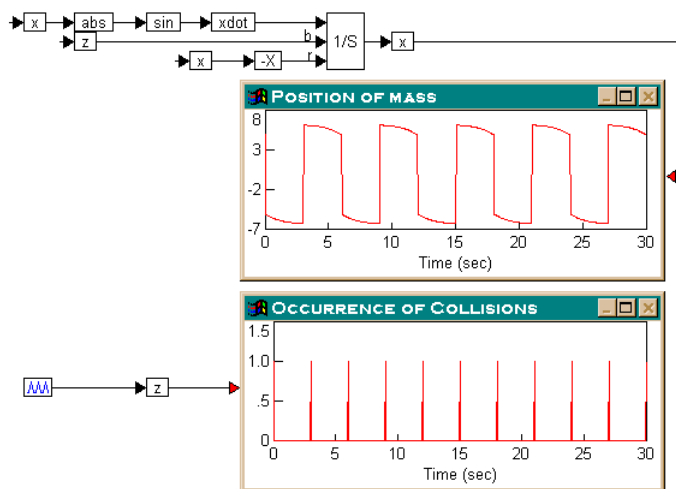 x abs sin xdot
z b 1/S x
x -X r
POSITION OF MASS
8
3
-2
-7
0 5 10 15 20 25 30
Time (sec)
OCCURRENCE OF COLLISIONS
1.5
1.0
.5
0
z
0 5 10 15 20 25 30
Time (sec)